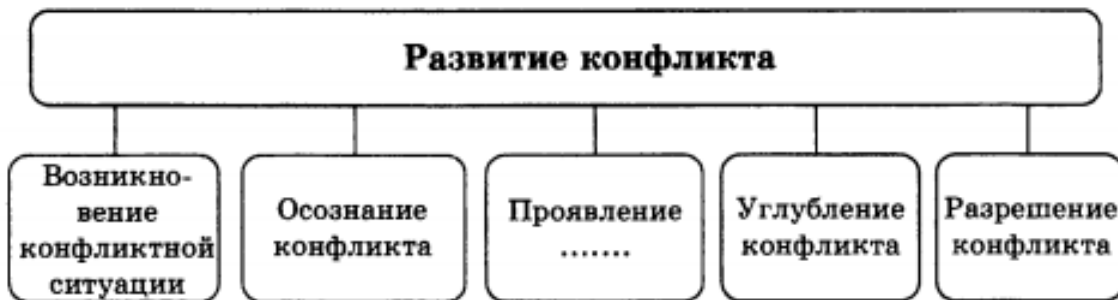 Развитие конфликта
Возникно-
вение
конфликтной
ситуации
Осознание
конфликта
Проявление
.......
Углубление
конфликта
Разрешение
конфликта